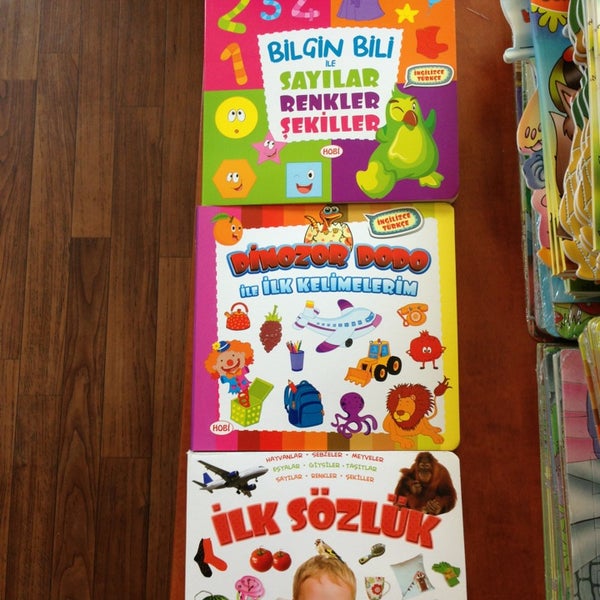 BİLGİN BİLİ
İLE
SAYILAR
RENKLER
ŞEKİLLER
İNGİLİZCE
TÜRKÇE
HOBİ
DİNOZOR DODO
İLE İLK KELİMELERİM
İNGİLİZCE
TÜRKÇE
HOBİ
HAYVANLAR • SEBZELER • MEYVELER
EŞYALAR • GİYSİLER • TAŞITLAR
SAYILAR • RENKLER • ŞEKİLLER
İLK SÖZLÜK